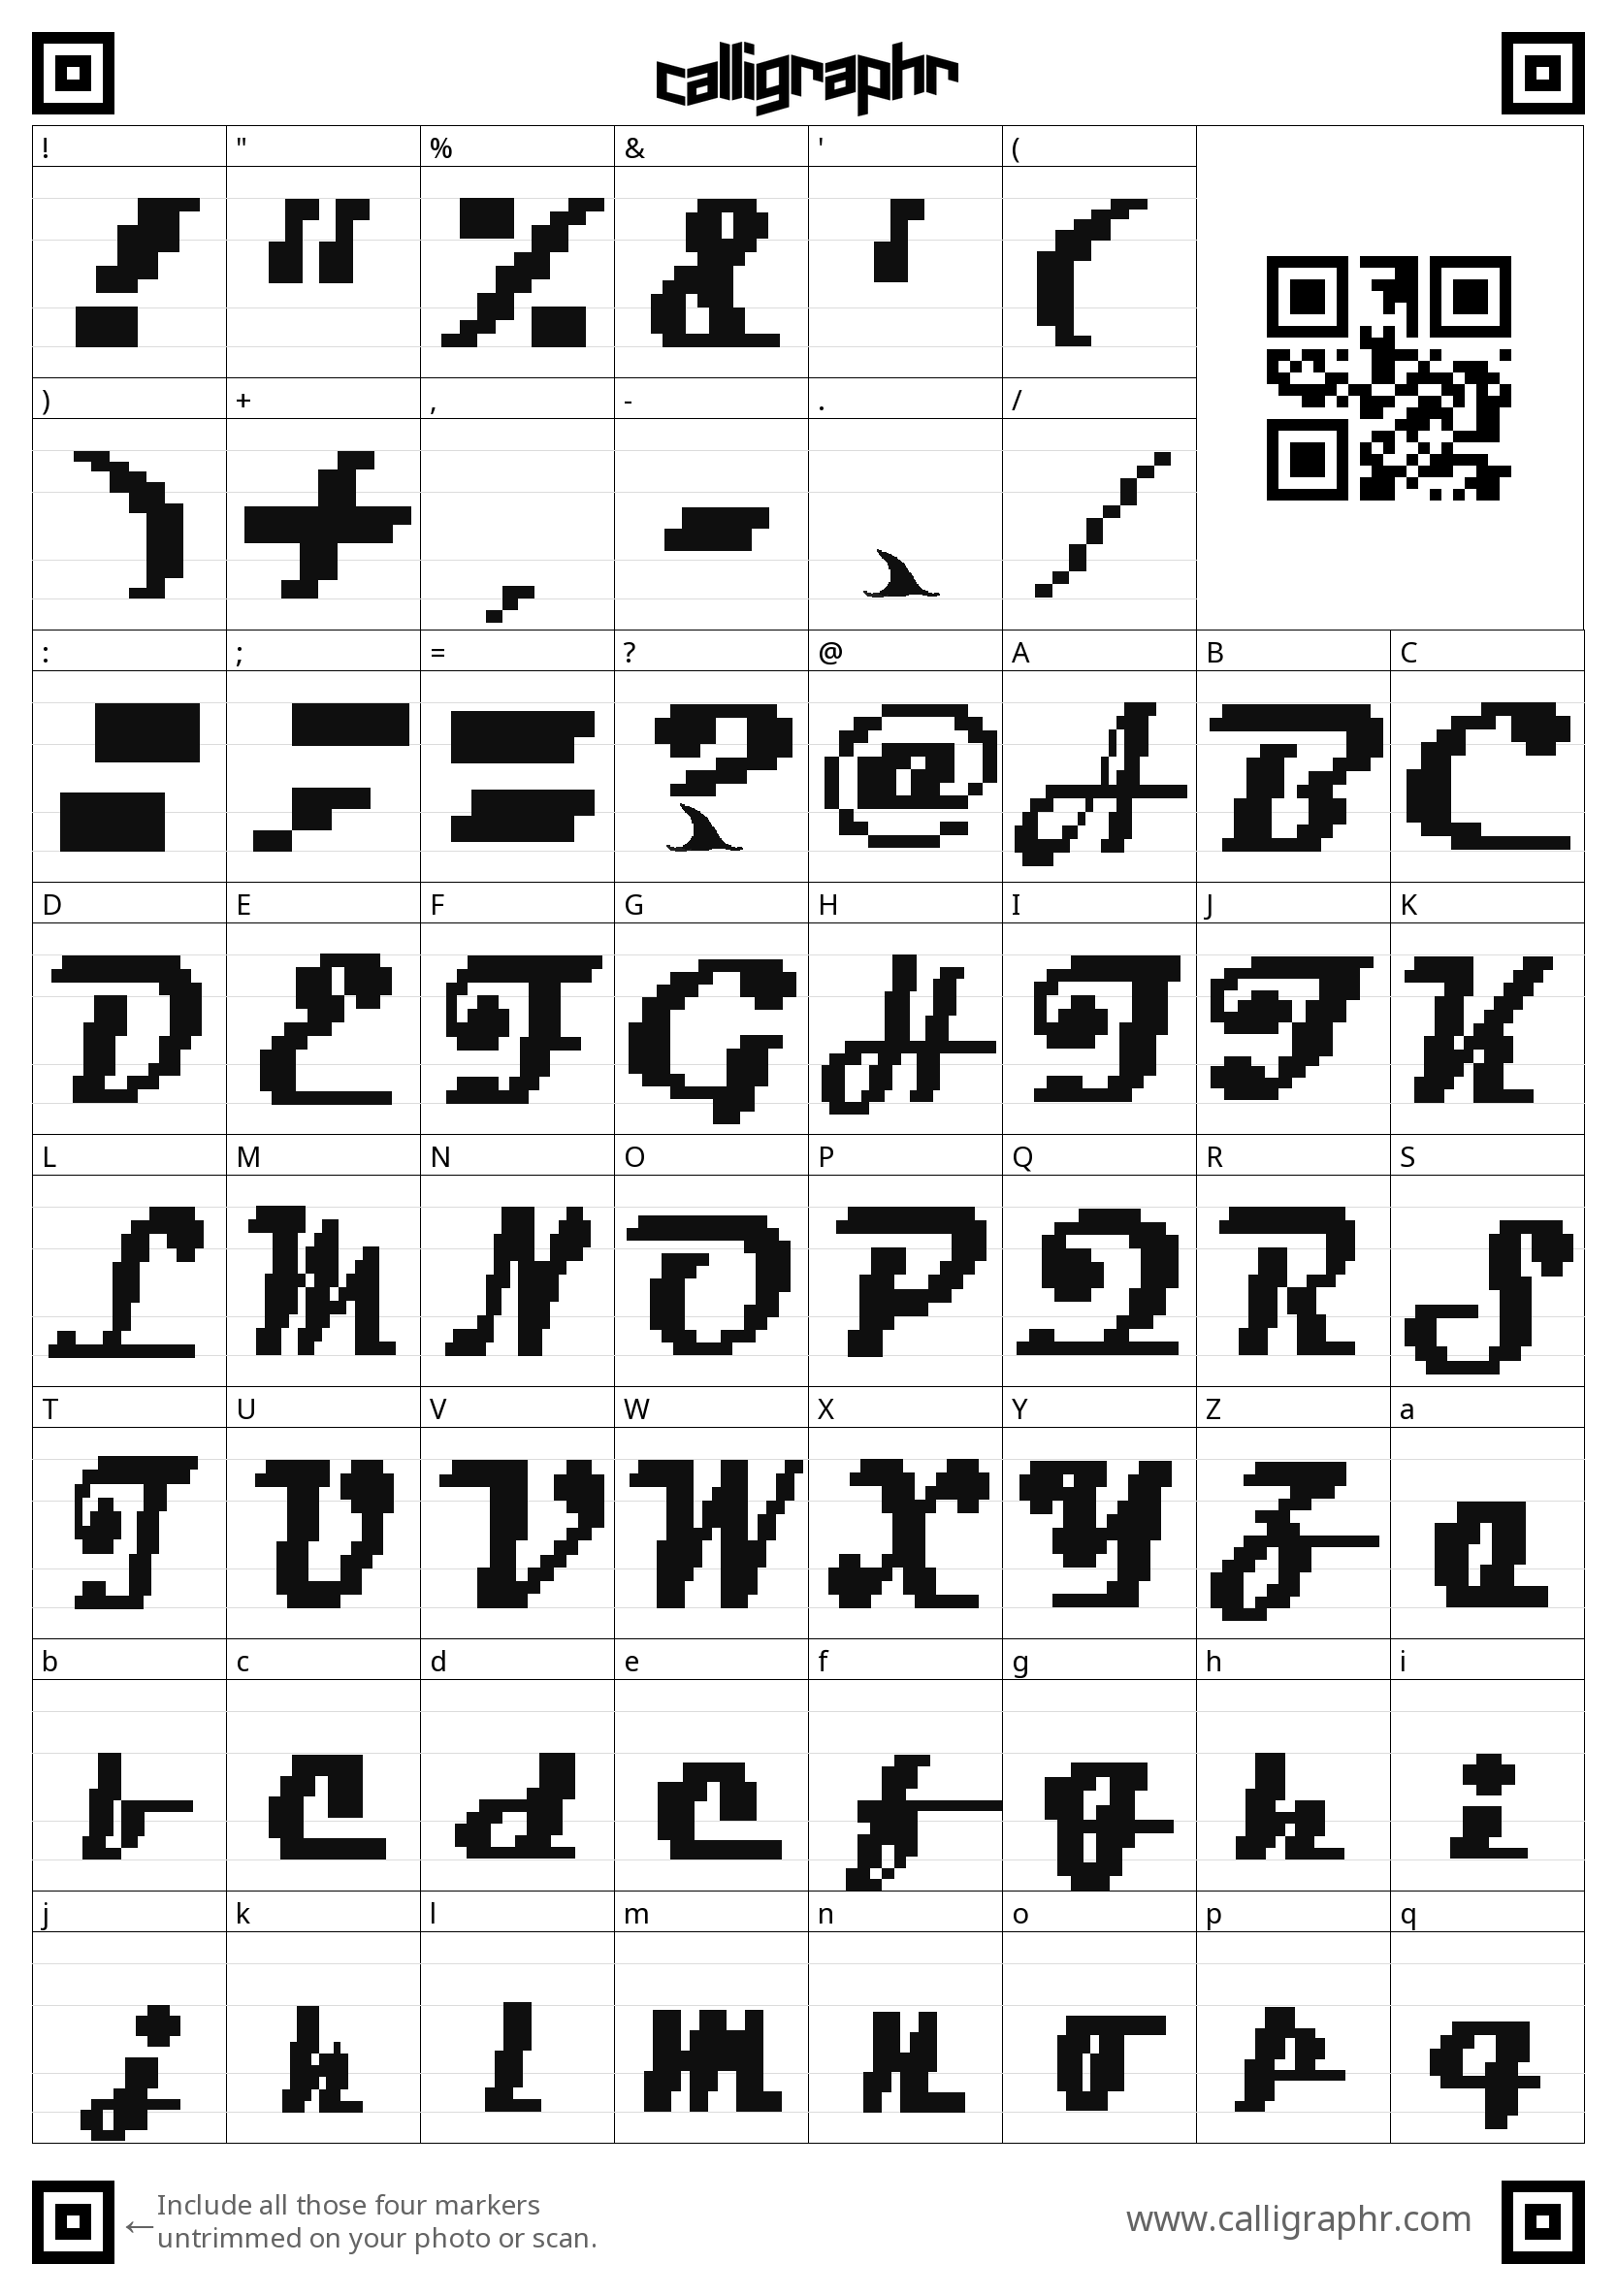 calligraphr
! " % & ' (
! " % & ' (
) + , - . /
) + , - . /
: ; = ? @ A B C
: ; = ? @ A B C
D E F G H I J K
D E F G H I J K
L M N O P Q R S
L M N O P Q R S
T U V W X Y Z a
T U V W X Y Z a
b c d e f g h i
b c d e f g h i
j k l m n o p q
j k l m n o p q
←Include all those four markers
untrimmed on your photo or scan.
www.calligraphr.com